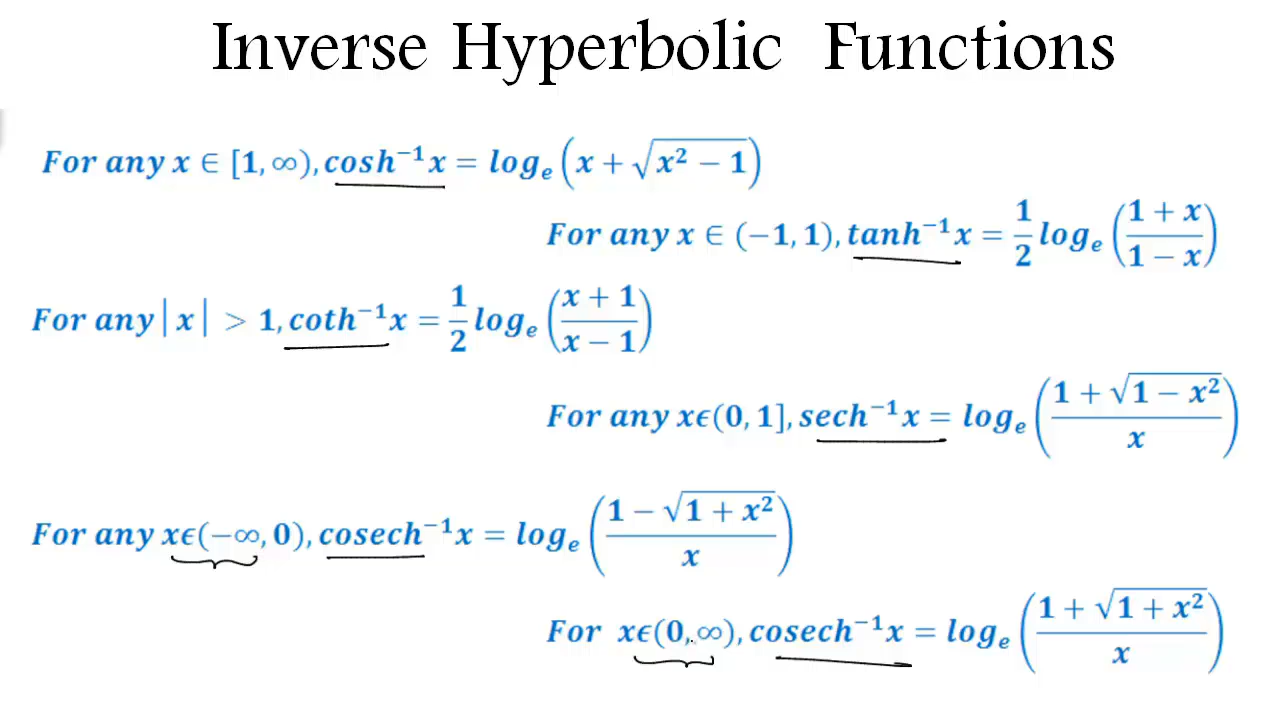 Inverse Hyperbolic Functions
For any x ∈ [1, ∞), cosh⁻¹x = logₑ(x + √(x² − 1))
For any x ∈ (−1, 1), tanh⁻¹x = 1/2 logₑ((1 + x)/(1 − x))
For any |x| > 1, coth⁻¹x = 1/2 logₑ((x + 1)/(x − 1))
For any xϵ(0, 1], sech⁻¹x = logₑ((1 + √(1 − x²))/x)
For any xϵ(−∞, 0), cosech⁻¹x = logₑ((1 − √(1 + x²))/x)
For xϵ(0, ∞), cosech⁻¹x = logₑ((1 + √(1 + x²))/x)